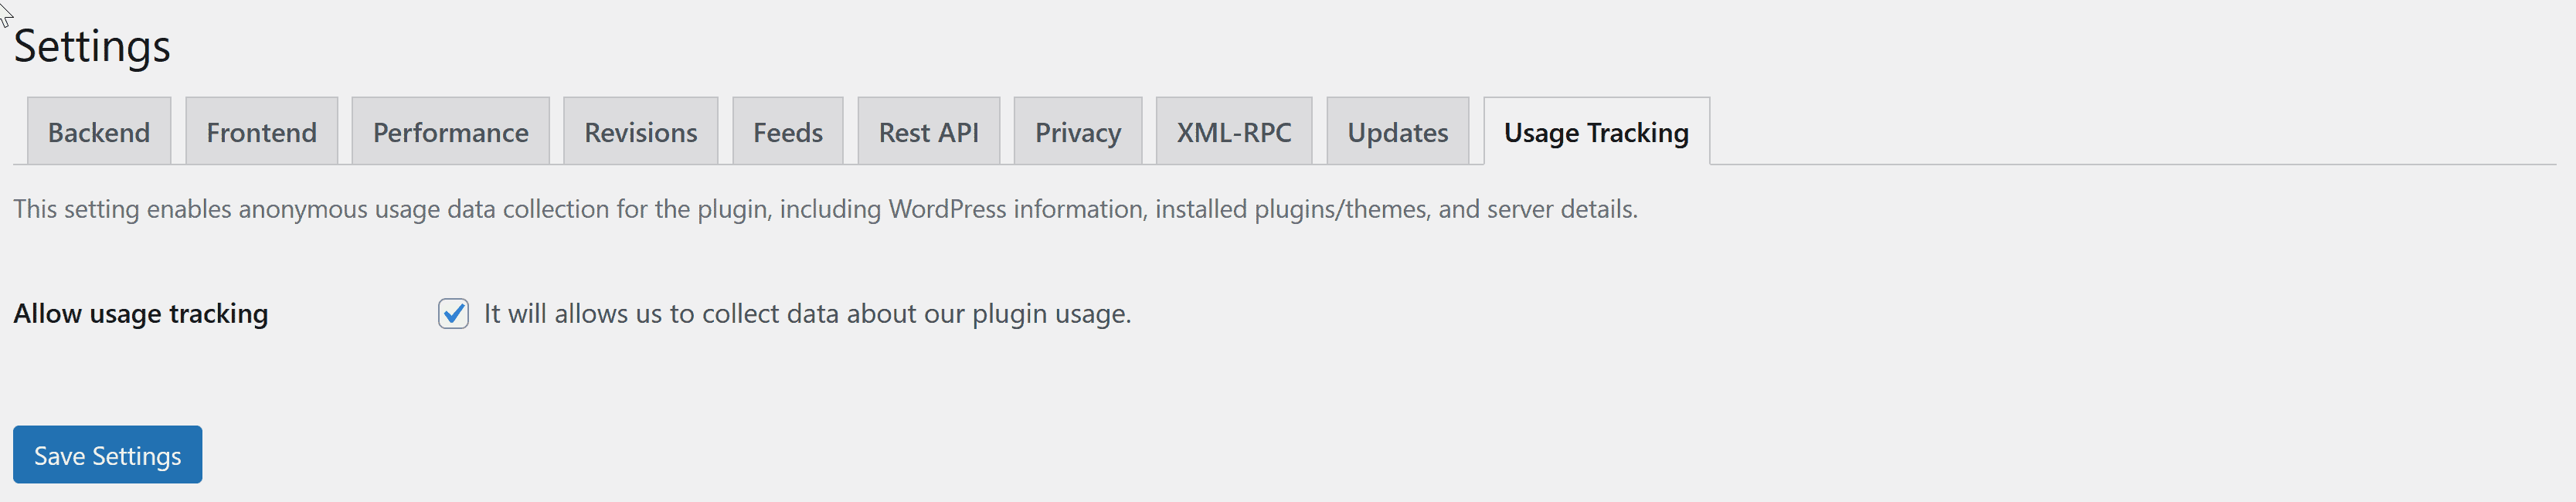 Settings
Backend Frontend Performance Revisions Feeds Rest API Privacy XML-RPC Updates Usage Tracking
This setting enables anonymous usage data collection for the plugin, including WordPress information, installed plugins/themes, and server details.
Allow usage tracking It will allows us to collect data about our plugin usage.
Save Settings